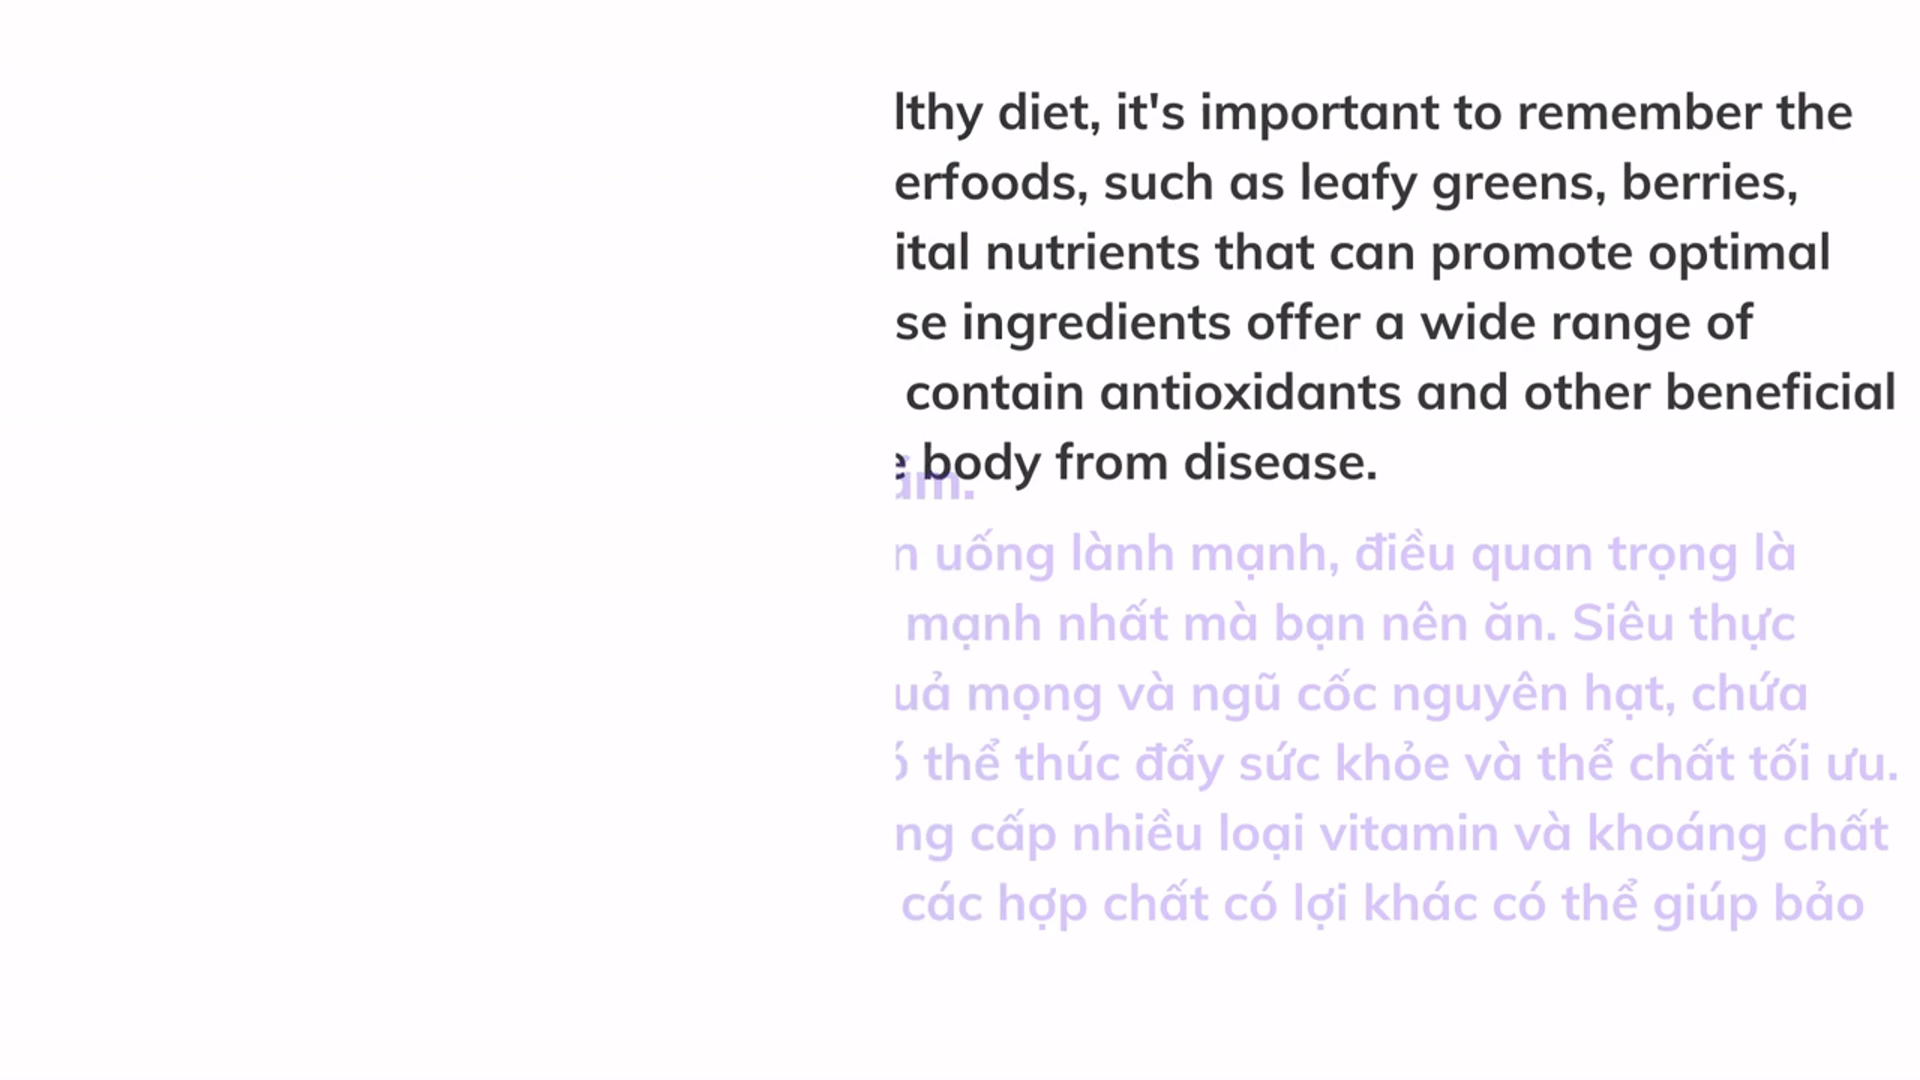 lthy diet, it's important to remember the
erfoods, such as leafy greens, berries,
ital nutrients that can promote optimal
se ingredients offer a wide range of
contain antioxidants and other beneficial
e body from disease.
ấm.
n uống lành mạnh, điều quan trọng là
mạnh nhất mà bạn nên ăn. Siêu thực
uả mọng và ngũ cốc nguyên hạt, chứa
ó thể thúc đẩy sức khỏe và thể chất tối ưu.
ng cấp nhiều loại vitamin và khoáng chất
các hợp chất có lợi khác có thể giúp bảo